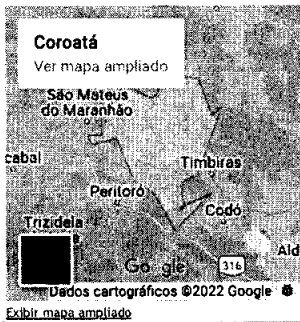 Coroatá
Ver mapa ampliado
São Mateus
do Maranhão
cabal
Timbiras
Peritoró
Codó
Trizidela
Ald
Google
316
Dados cartográficos ©2022 Google
Exibir mapa ampliado